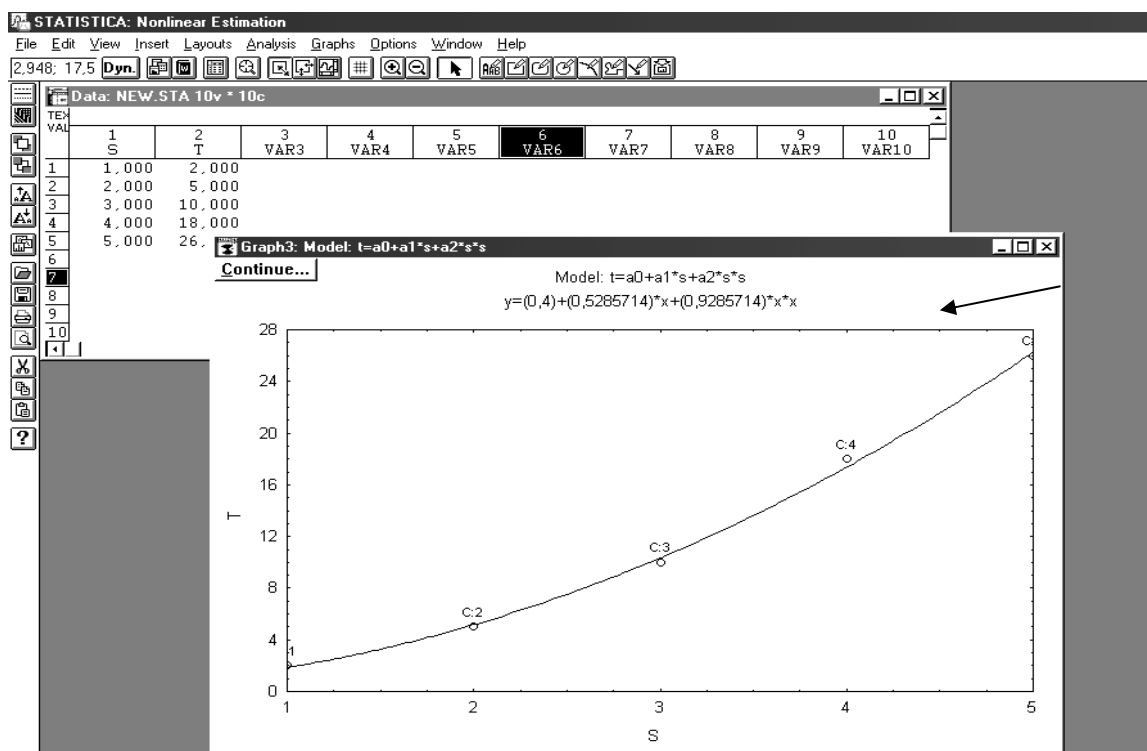 STATISTICA: Nonlinear Estimation
File Edit View Insert Layouts Analysis Graphs Options Window Help
2,948; 17,5 Dyn.
Data: NEW.STA 10v * 10c
TEX
VAL
1 2 3 4 5 6 7 8 9 10
S T VAR3 VAR4 VAR5 VAR6 VAR7 VAR8 VAR9 VAR10
1 1,000 2,000
2 2,000 5,000
3 3,000 10,000
4 4,000 18,000
5 5,000 26,
6
7
8
9
10
Graph3: Model: t=a0+a1*s+a2*s*s
Continue...
Model: t=a0+a1*s+a2*s*s
y=(0,4)+(0,5285714)*x+(0,9285714)*x*x
28
24
20
16
12
8
4
0
T
1
C:2
C:3
C:4
C:
1 2 3 4 5
S